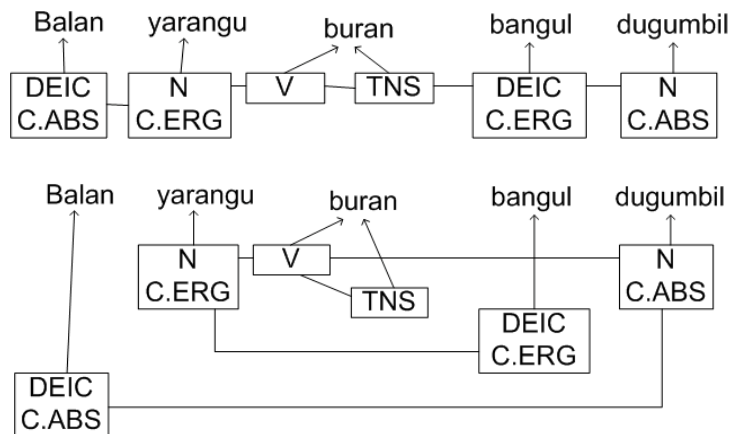 Balan yarangu buran bangul dugumbil
DEIC N V TNS DEIC N
C.ABS C.ERG C.ERG C.ABS
Balan yarangu buran bangul dugumbil
N V N
C.ERG C.ABS
TNS
DEIC
C.ERG
DEIC
C.ABS